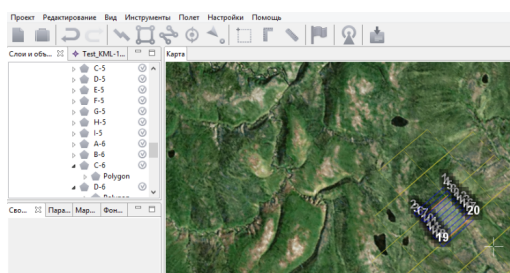 Проект Редактирование Вид Инструменты Полет Настройки Помощь
Слои и объ... Test_KML-1...
Карта
C-5
D-5
E-5
F-5
G-5
H-5
I-5
A-6
B-6
C-6
Polygon
D-6
Polygon
Сво... Пара... Мар... Фон...
20
19